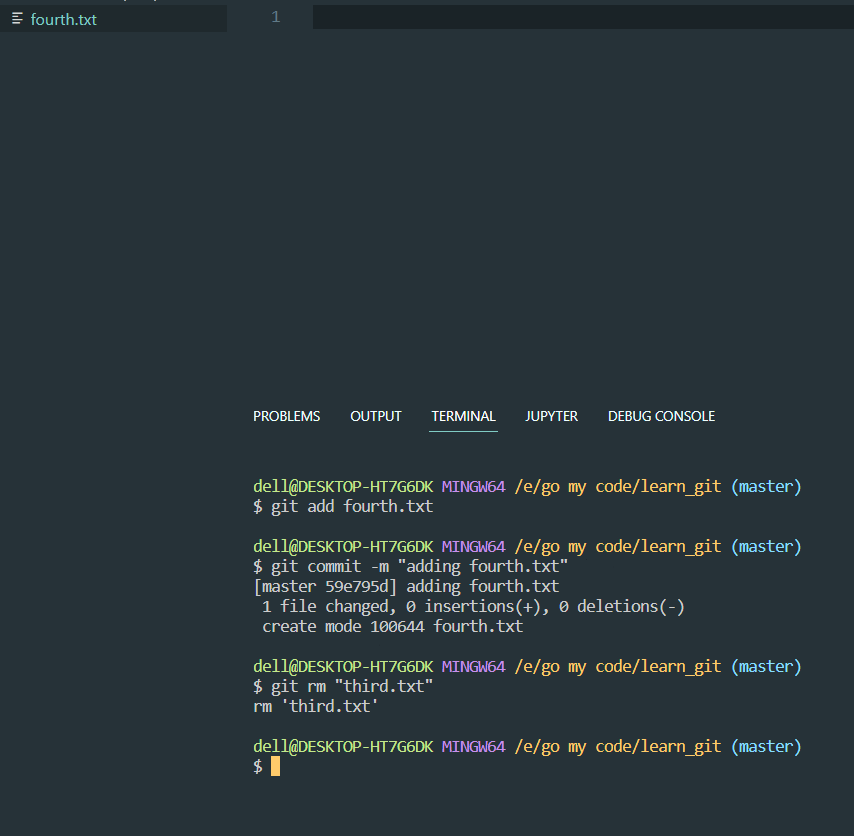 fourth.txt
1
PROBLEMS OUTPUT TERMINAL JUPYTER DEBUG CONSOLE
dell@DESKTOP-HT7G6DK MINGW64 /e/go my code/learn_git (master)
$ git add fourth.txt
dell@DESKTOP-HT7G6DK MINGW64 /e/go my code/learn_git (master)
$ git commit -m "adding fourth.txt"
[master 59e795d] adding fourth.txt
 1 file changed, 0 insertions(+), 0 deletions(-)
 create mode 100644 fourth.txt
dell@DESKTOP-HT7G6DK MINGW64 /e/go my code/learn_git (master)
$ git rm "third.txt"
rm 'third.txt'
dell@DESKTOP-HT7G6DK MINGW64 /e/go my code/learn_git (master)
$